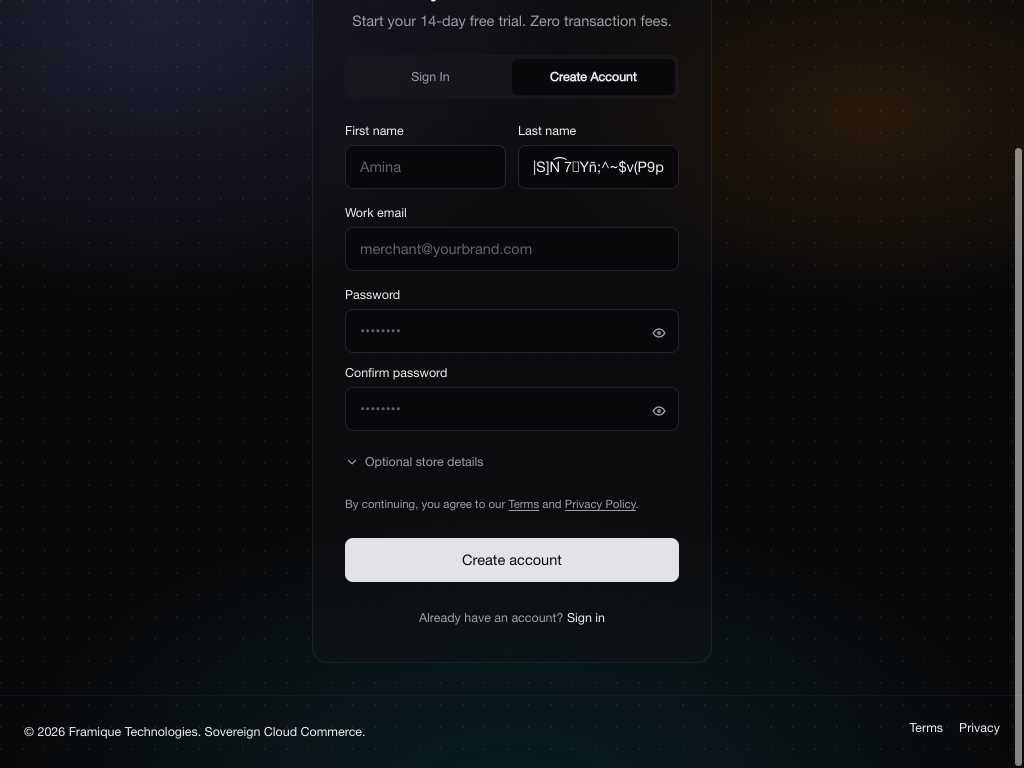 Start your 14-day free trial. Zero transaction fees.
Sign In
Create Account
First name
Last name
Amina
Work email
merchant@yourbrand.com
Password
••••••••
Confirm password
••••••••
Optional store details
By continuing, you agree to our Terms and Privacy Policy.
Create account
Already have an account? Sign in
© 2026 Framique Technologies. Sovereign Cloud Commerce.
Terms
Privacy